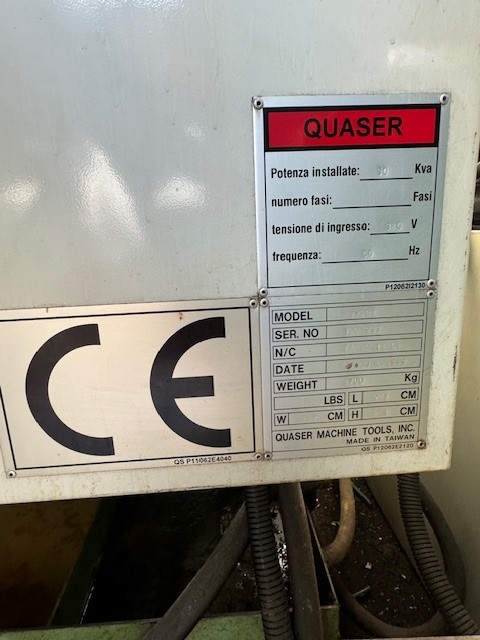 QUASER
Potenza installate: Kva
numero fasi: Fasi
tensione di ingresso: 380 V
frequenza: Hz
P12062I2130
MODEL
SER. NO
N/C
DATE
WEIGHT Kg
LBS L CM
W CM H CM
QUASER MACHINE TOOLS, INC.
MADE IN TAIWAN
QS P12062E2120
CE
QS P11062E4040